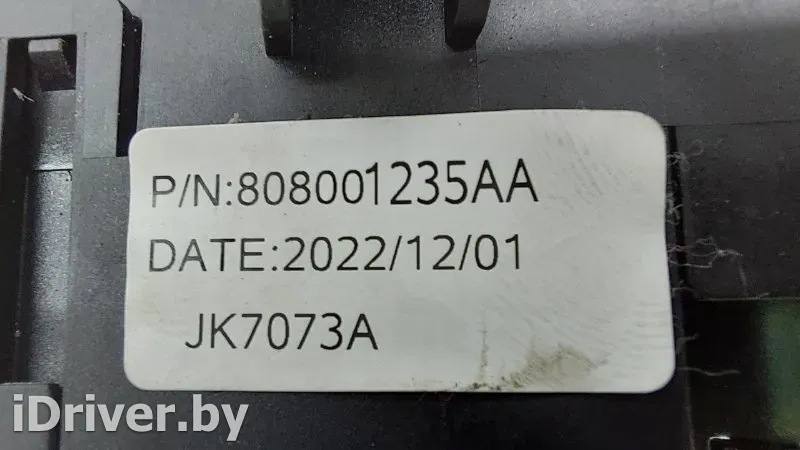 P/N:808001235AA
DATE:2022/12/01
JK7073A
iDriver.by